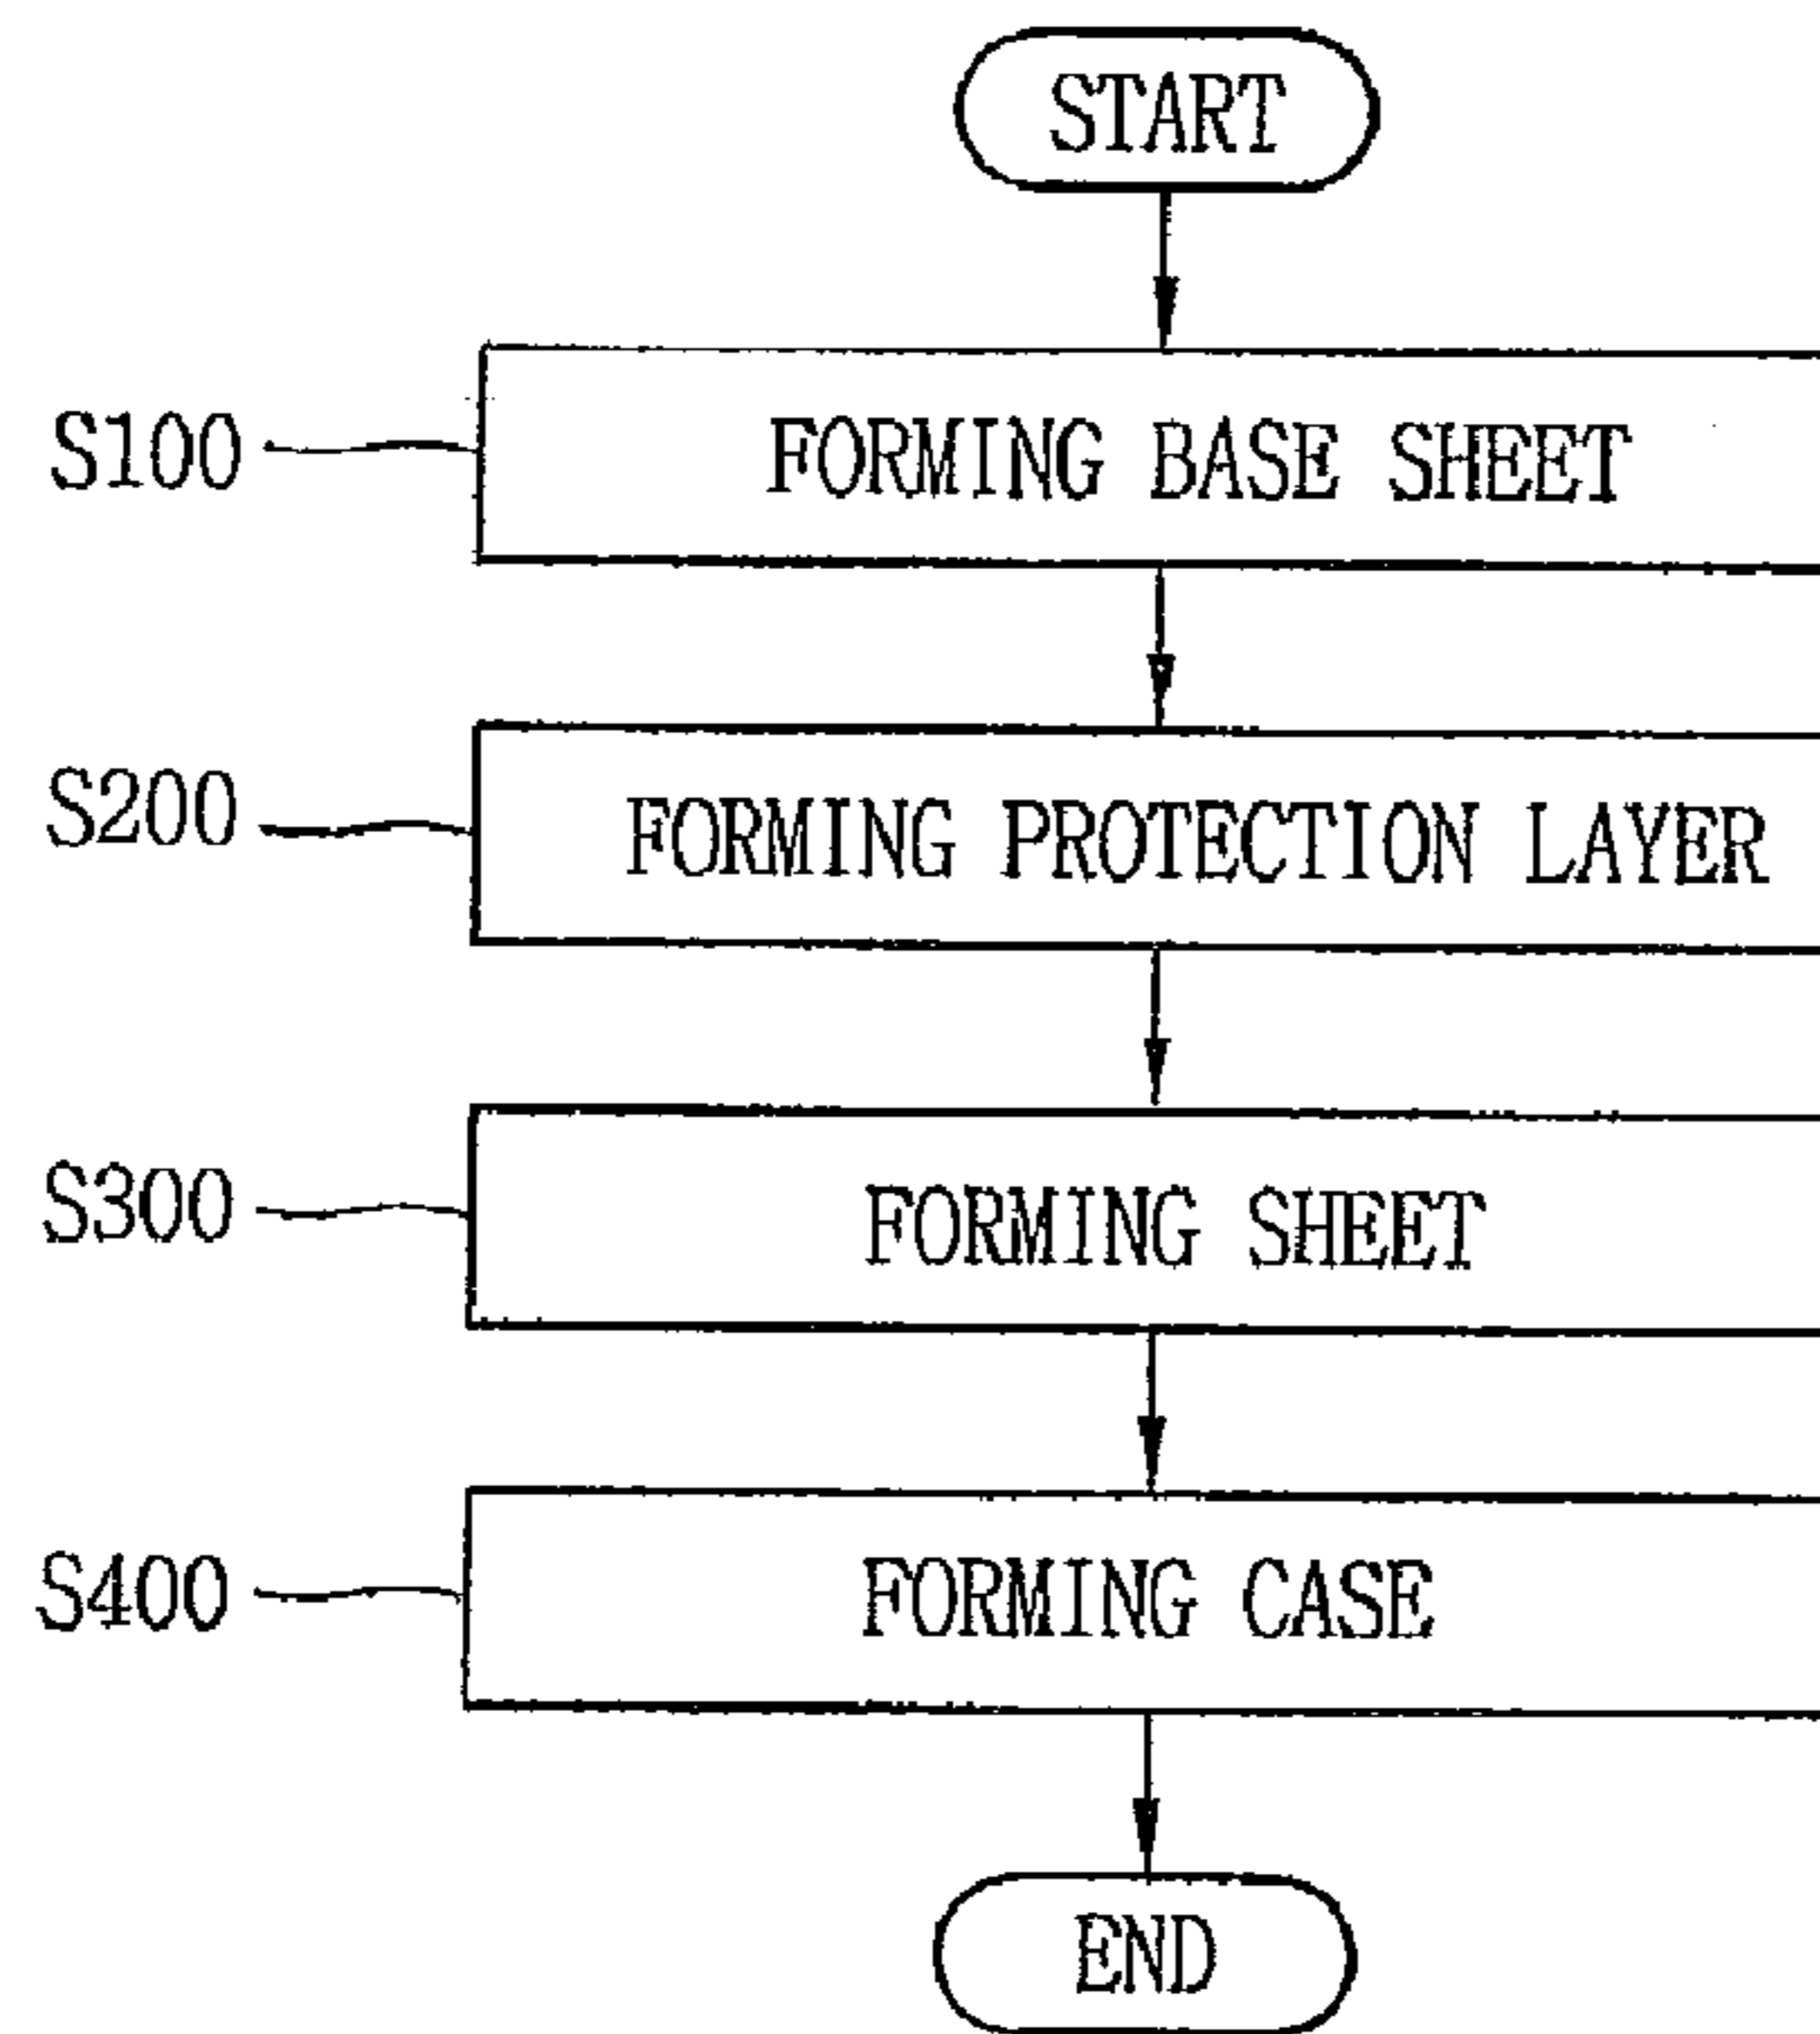 START
S100 FORMING BASE SHEET
S200 FORMING PROTECTION LAYER
S300 FORMING SHEET
S400 FORMING CASE
END